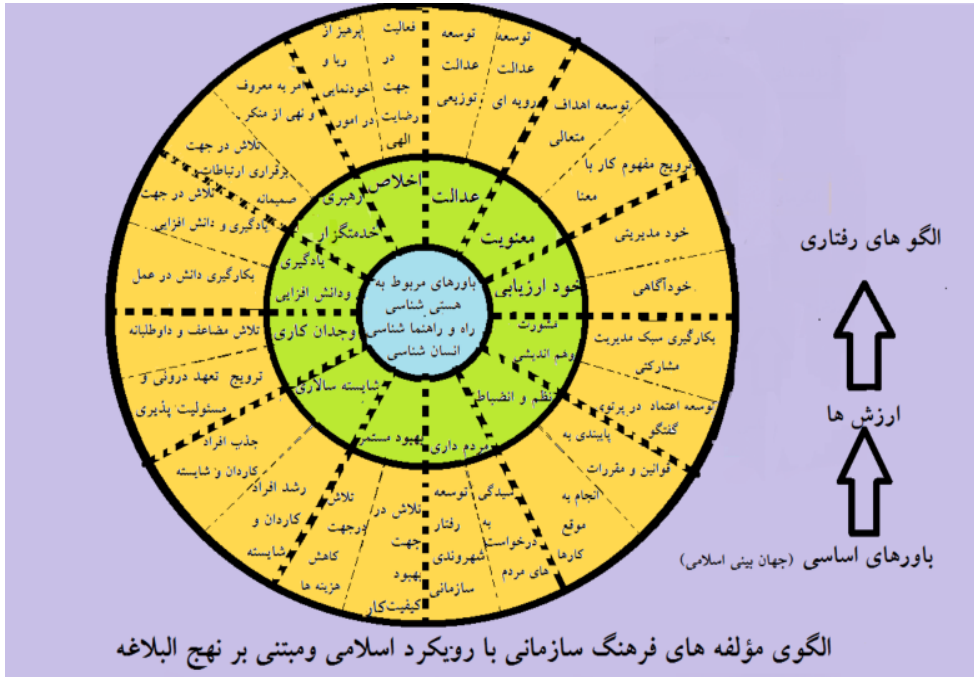 توسعه
عدالت
رویه ای
توسعه
عدالت
توزیعی
فعالیت
در
جهت
رضایت
الهی
پرهیز از
ریا و
خودنمایی
در امور
امر به معروف
و نهی از منکر
تلاش در جهت
برقراری ارتباطات
صمیمانه
تلاش در جهت
یادگیری و دانش افزایی
بکارگیری دانش در عمل
تلاش مضاعف و داوطلبانه
ترویج تعهد درونی و
مسئولیت پذیری
جذب افراد
کاردان و شایسته
رشد افراد
کاردان و
شایسته
تلاش
درجهت
کاهش
هزینه ها
تلاش در
جهت
بهبود
کیفیت کار
توسعه
رفتار
شهروندی
سازمانی
رسیدگی
به
درخواست
های مردم
انجام به
موقع
کارها
پایبندی به
قوانین و مقررات
توسعه اعتماد در پرتوی
گفتگو
بکارگیری سبک مدیریت
مشارکتی
خودآگاهی
خود مدیریتی
ترویج مفهوم کار با
معنا
توسعه اهداف
متعالی
عدالت
اخلاص
رهبری
خدمتگزار
یادگیری
ودانش افزایی
وجدان کاری
شایسته سالاری
بهبود مستمر
مردم داری
نظم و انضباط
مشورت
وهم اندیشی
خود ارزیابی
معنویت
باورهای مربوط به
هستی شناسی
راه و راهنما شناسی
انسان شناسی
الگو های رفتاری
ارزش ها
باورهای اساسی (جهان بینی اسلامی)
الگوی مؤلفه های فرهنگ سازمانی با رویکرد اسلامی ومبتنی بر نهج البلاغه